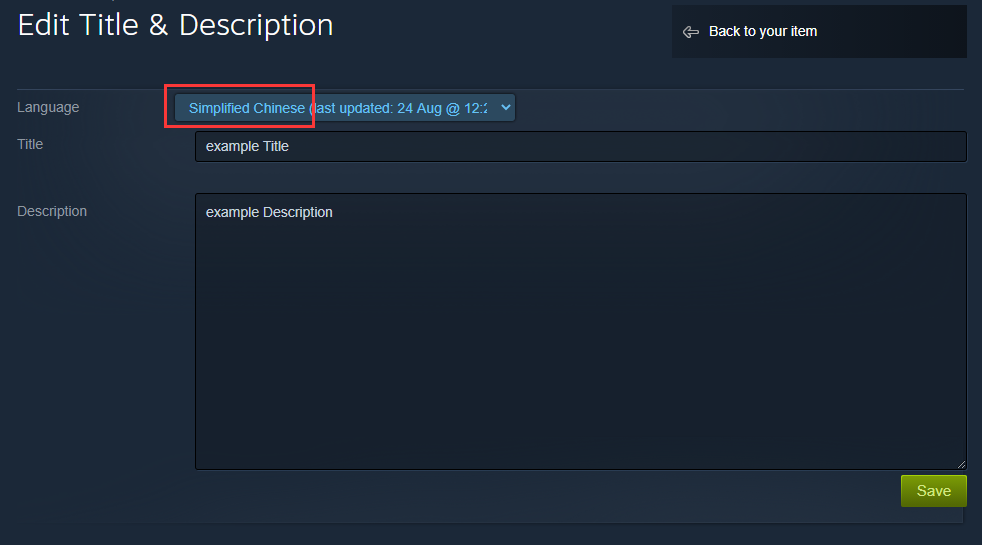 Edit Title & Description
Back to your item
Language
Simplified Chinese (last updated: 24 Aug @ 12:2
Title
example Title
Description
example Description
Save